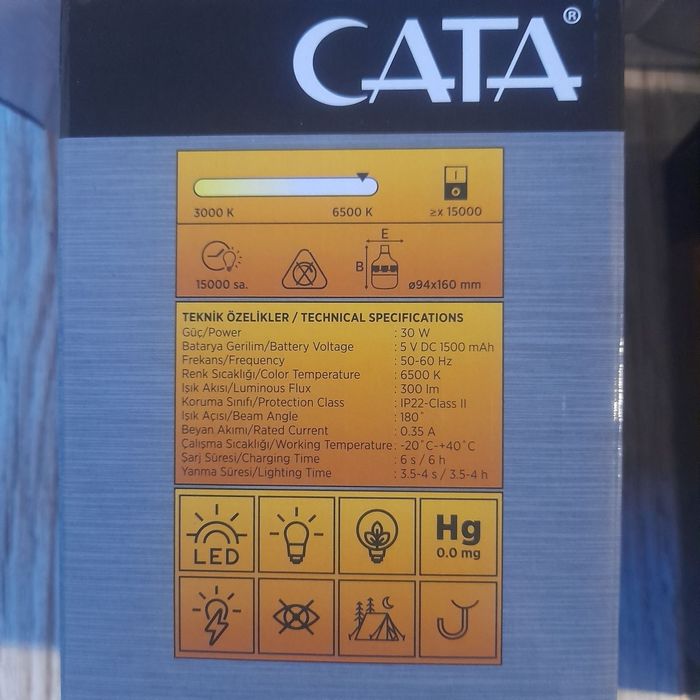 CATA®
3000 K 6500 K ≥x 15000
E
B
15000 sa. ø94x160 mm
TEKNİK ÖZELİKLER / TECHNICAL SPECIFICATIONS
Güç/Power : 30 W
Batarya Gerilim/Battery Voltage : 5 V DC 1500 mAh
Frekans/Frequency : 50-60 Hz
Renk Sıcaklığı/Color Temperature : 6500 K
Işık Akısı/Luminous Flux : 300 lm
Koruma Sınıfı/Protection Class : IP22-Class II
Işık Açısı/Beam Angle : 180˚
Beyan Akımı/Rated Current : 0.35 A
Çalışma Sıcaklığı/Working Temperature : -20˚C-+40˚C
Şarj Süresi/Charging Time : 6 s / 6 h
Yanma Süresi/Lighting Time : 3.5-4 s / 3.5-4 h
LED
Hg
0.0 mg